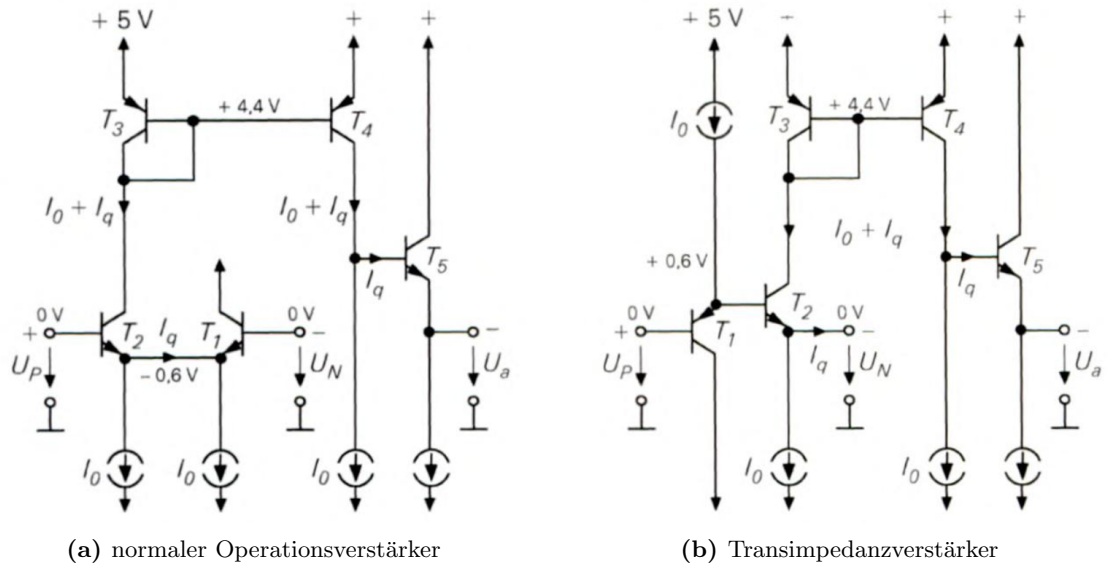 + 5 V + +
T3 + 4,4 V T4
I0 + Iq I0 + Iq
T5
Iq
0 V Iq 0 V
+ T2 T1 − −
− 0,6 V
UP UN Ua
I0 I0
(a) normaler Operationsverstärker
+ 5 V − + +
I0 T3 + 4,4 V T4
I0 + Iq
+ 0,6 V T5
Iq
0 V T2 0 V
+ T1 − −
Iq
UP UN Ua
I0
(b) Transimpedanzverstärker